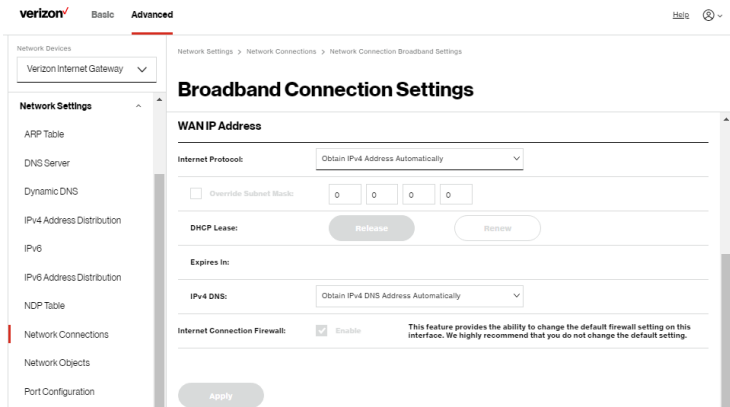 verizon✓
Basic
Advanced
Help
Network Devices
Verizon Internet Gateway
Network Settings
ARP Table
DNS Server
Dynamic DNS
IPv4 Address Distribution
IPv6
IPv6 Address Distribution
NDP Table
Network Connections
Network Objects
Port Configuration
Network Settings > Network Connections > Network Connection Broadband Settings
Broadband Connection Settings
WAN IP Address
Internet Protocol: Obtain IPv4 Address Automatically
Override Subnet Mask: 0 0 0 0
DHCP Lease: Release Renew
Expires In:
IPv4 DNS: Obtain IPv4 DNS Address Automatically
Internet Connection Firewall: Enable
This feature provides the ability to change the default firewall setting on this
interface. We highly recommend that you do not change the default setting.
Apply